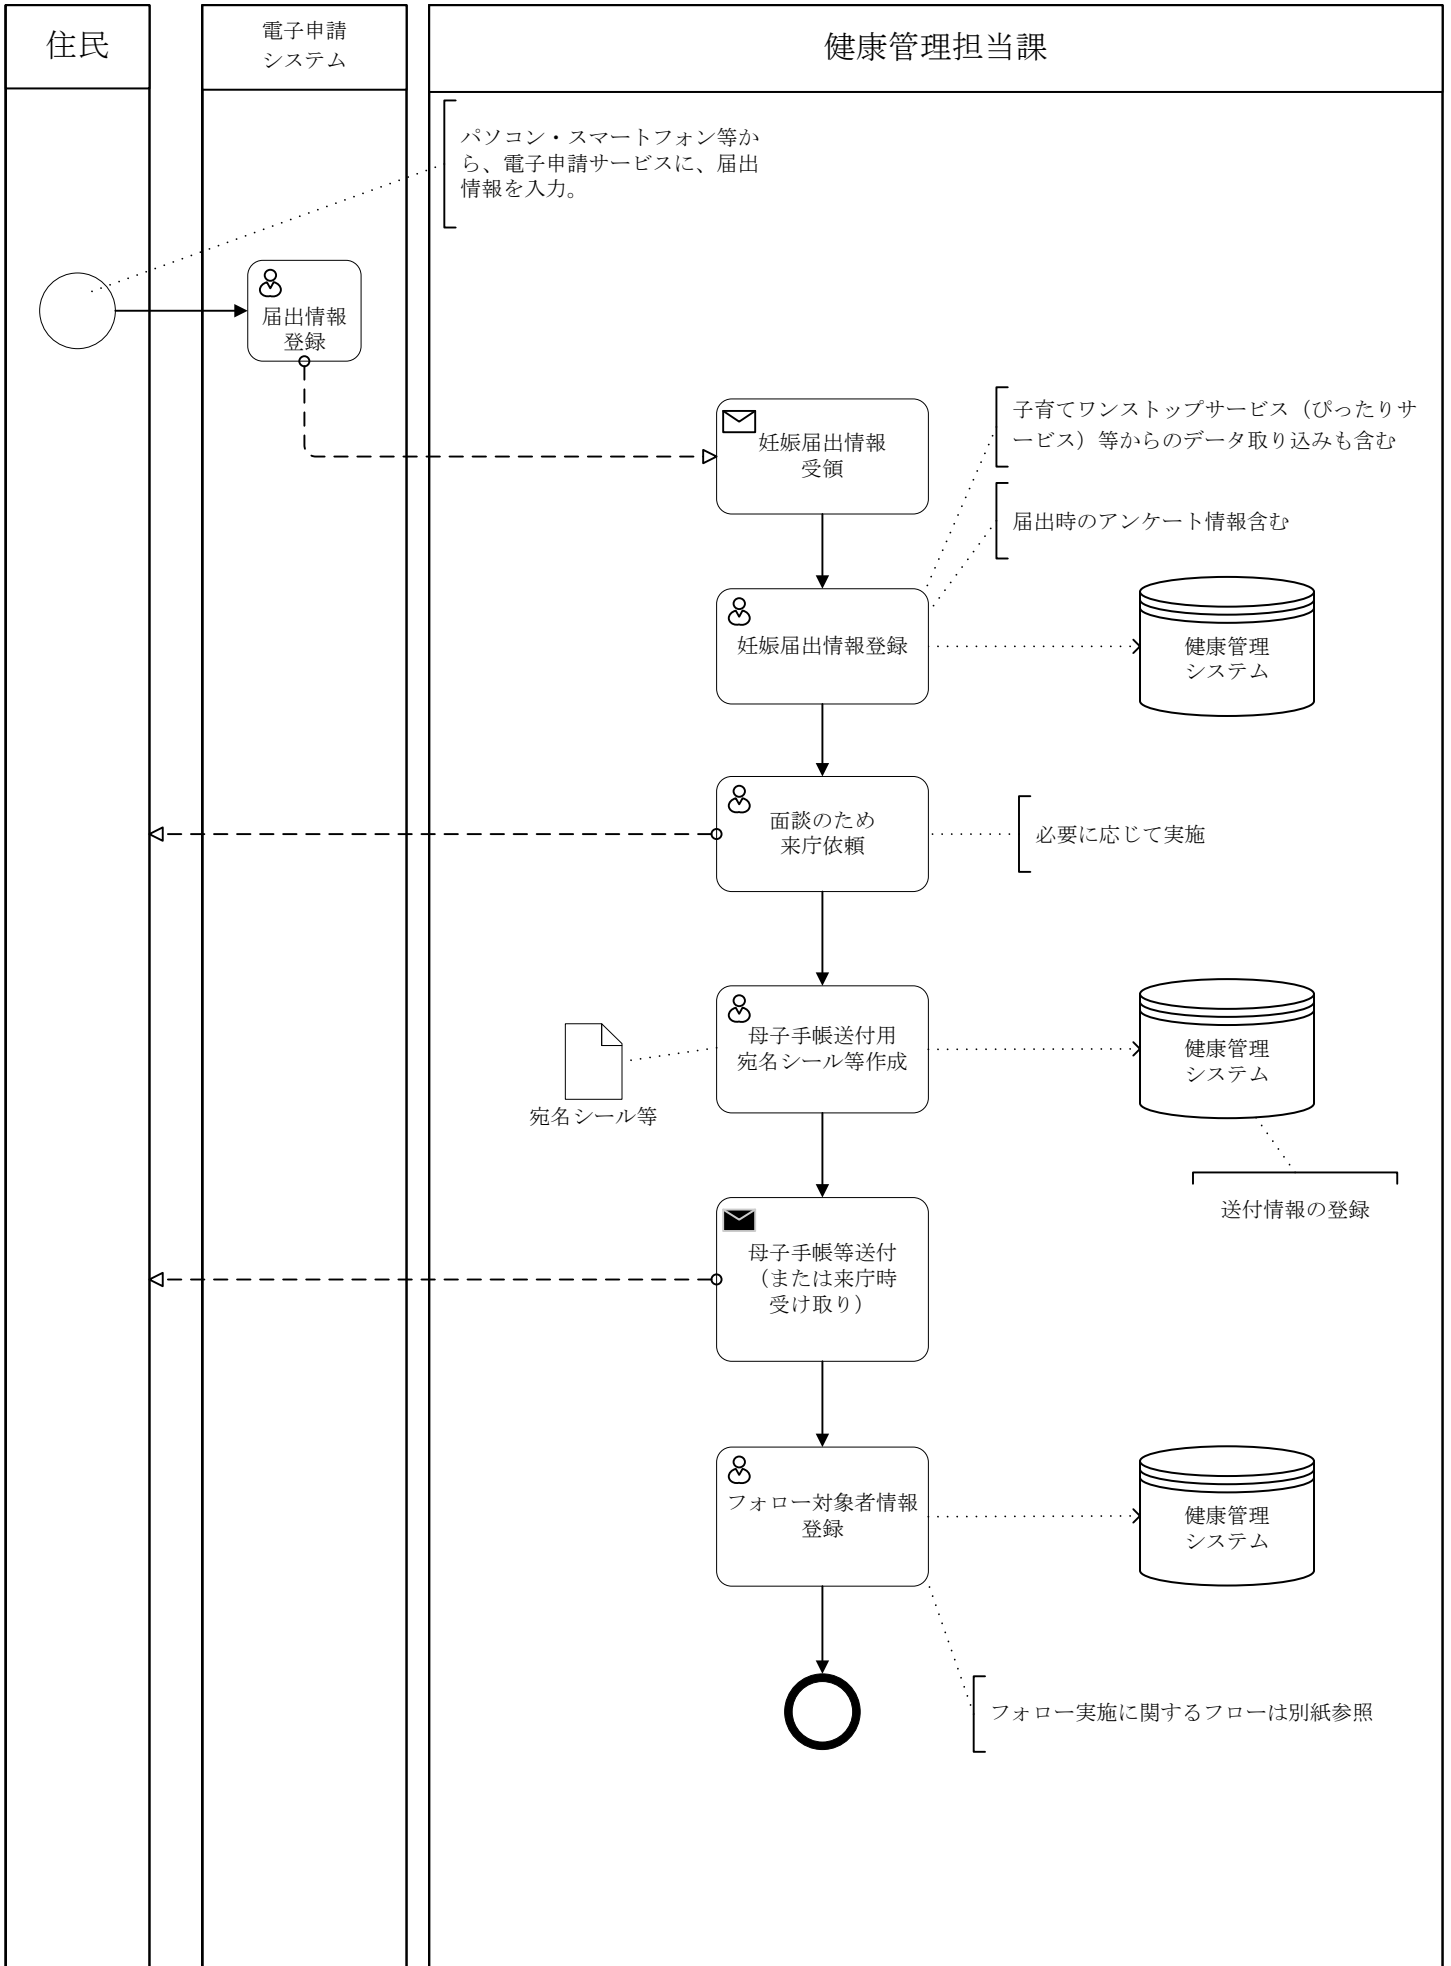 住民
電子申請
システム
健康管理担当課
パソコン・スマートフォン等か
ら、電子申請サービスに、届出
情報を入力。
届出情報
登録
妊娠届出情報
受領
子育てワンストップサービス（ぴったりサ
ービス）等からのデータ取り込みも含む
届出時のアンケート情報含む
妊娠届出情報登録
健康管理
システム
面談のため
来庁依頼
必要に応じて実施
母子手帳送付用
宛名シール等作成
宛名シール等
健康管理
システム
送付情報の登録
母子手帳等送付
（または来庁時
受け取り）
フォロー対象者情報
登録
健康管理
システム
フォロー実施に関するフローは別紙参照